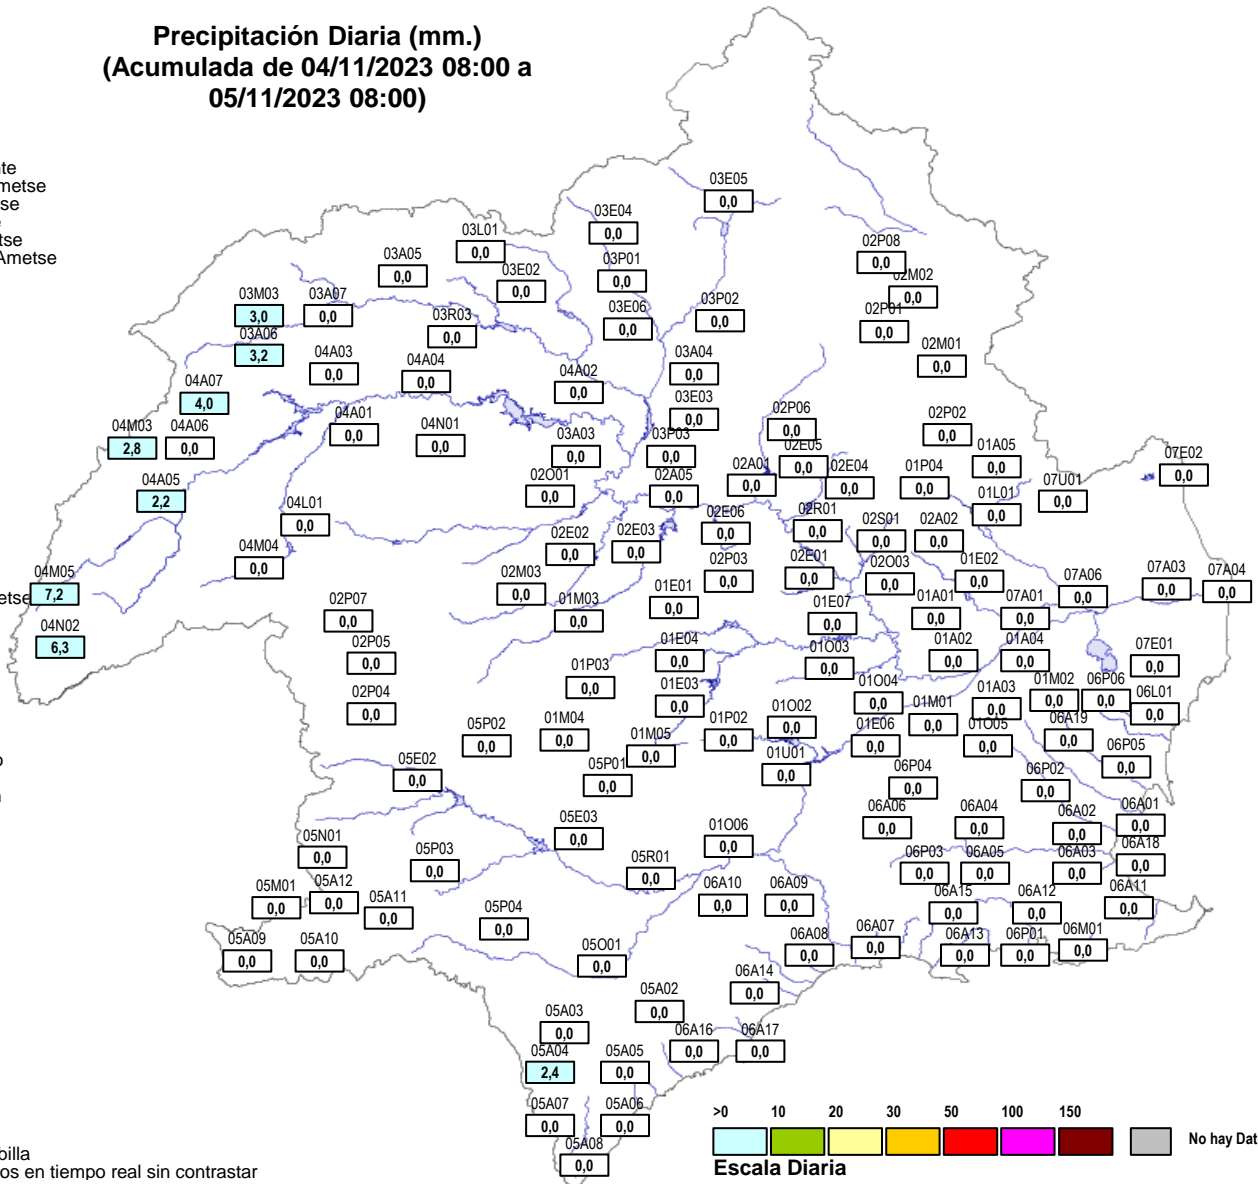 Precipitación Diaria (mm.)
(Acumulada de 04/11/2023 08:00 a
05/11/2023 08:00)
03E05
0,0
03E04
0,0
03L01
0,0
03A05
0,0
03P01
0,0
03E02
0,0
02P08
0,0
02M02
0,0
03M03
3,0
03A07
0,0
03P02
0,0
03E06
0,0
03R03
0,0
02P01
0,0
03A06
3,2
04A03
0,0
04A04
0,0
03A04
0,0
02M01
0,0
04A02
0,0
04A07
4,0
03E03
0,0
04A01
0,0
04N01
0,0
02P06
0,0
02P02
0,0
04M03
2,8
04A06
0,0
03A03
0,0
03P03
0,0
02E05
0,0
01A05
0,0
07E02
0,0
04A05
2,2
02O01
0,0
02A05
0,0
02A01
0,0
02E04
0,0
01P04
0,0
07U01
0,0
01L01
0,0
04L01
0,0
02E06
0,0
02R01
0,0
02S01
0,0
02A02
0,0
02E02
0,0
02E03
0,0
04M04
0,0
04M05
7,2
02M03
0,0
02P03
0,0
02E01
0,0
02O03
0,0
01E02
0,0
07A06
0,0
07A03
0,0
07A04
0,0
02P07
0,0
01M03
0,0
01E01
0,0
01E07
0,0
01A01
0,0
07A01
0,0
04N02
6,3
02P05
0,0
01E04
0,0
01O03
0,0
01A02
0,0
01A04
0,0
07E01
0,0
01P03
0,0
02P04
0,0
01E03
0,0
01O04
0,0
01A03
0,0
01M02
0,0
06P06
0,0
06L01
0,0
05P02
0,0
01M04
0,0
01M05
0,0
01P02
0,0
01O02
0,0
01M01
0,0
01E06
0,0
01O05
0,0
06A19
0,0
06P05
0,0
05E02
0,0
05P01
0,0
01U01
0,0
06P04
0,0
06P02
0,0
05E03
0,0
01O06
0,0
06A06
0,0
06A04
0,0
06A02
0,0
06A01
0,0
05N01
0,0
05P03
0,0
05R01
0,0
06P03
0,0
06A05
0,0
06A03
0,0
06A18
0,0
05M01
0,0
05A12
0,0
05A11
0,0
06A10
0,0
06A09
0,0
06A15
0,0
06A12
0,0
06A11
0,0
05P04
0,0
05A09
0,0
05A10
0,0
05O01
0,0
06A08
0,0
06A07
0,0
06A13
0,0
06P01
0,0
06M01
0,0
06A14
0,0
05A02
0,0
05A03
0,0
06A16
0,0
06A17
0,0
05A04
2,4
05A05
0,0
05A07
0,0
05A06
0,0
05A08
0,0
>0 10 20 30 50 100 150
No hay Dat
Escala Diaria
os en tiempo real sin contrastar